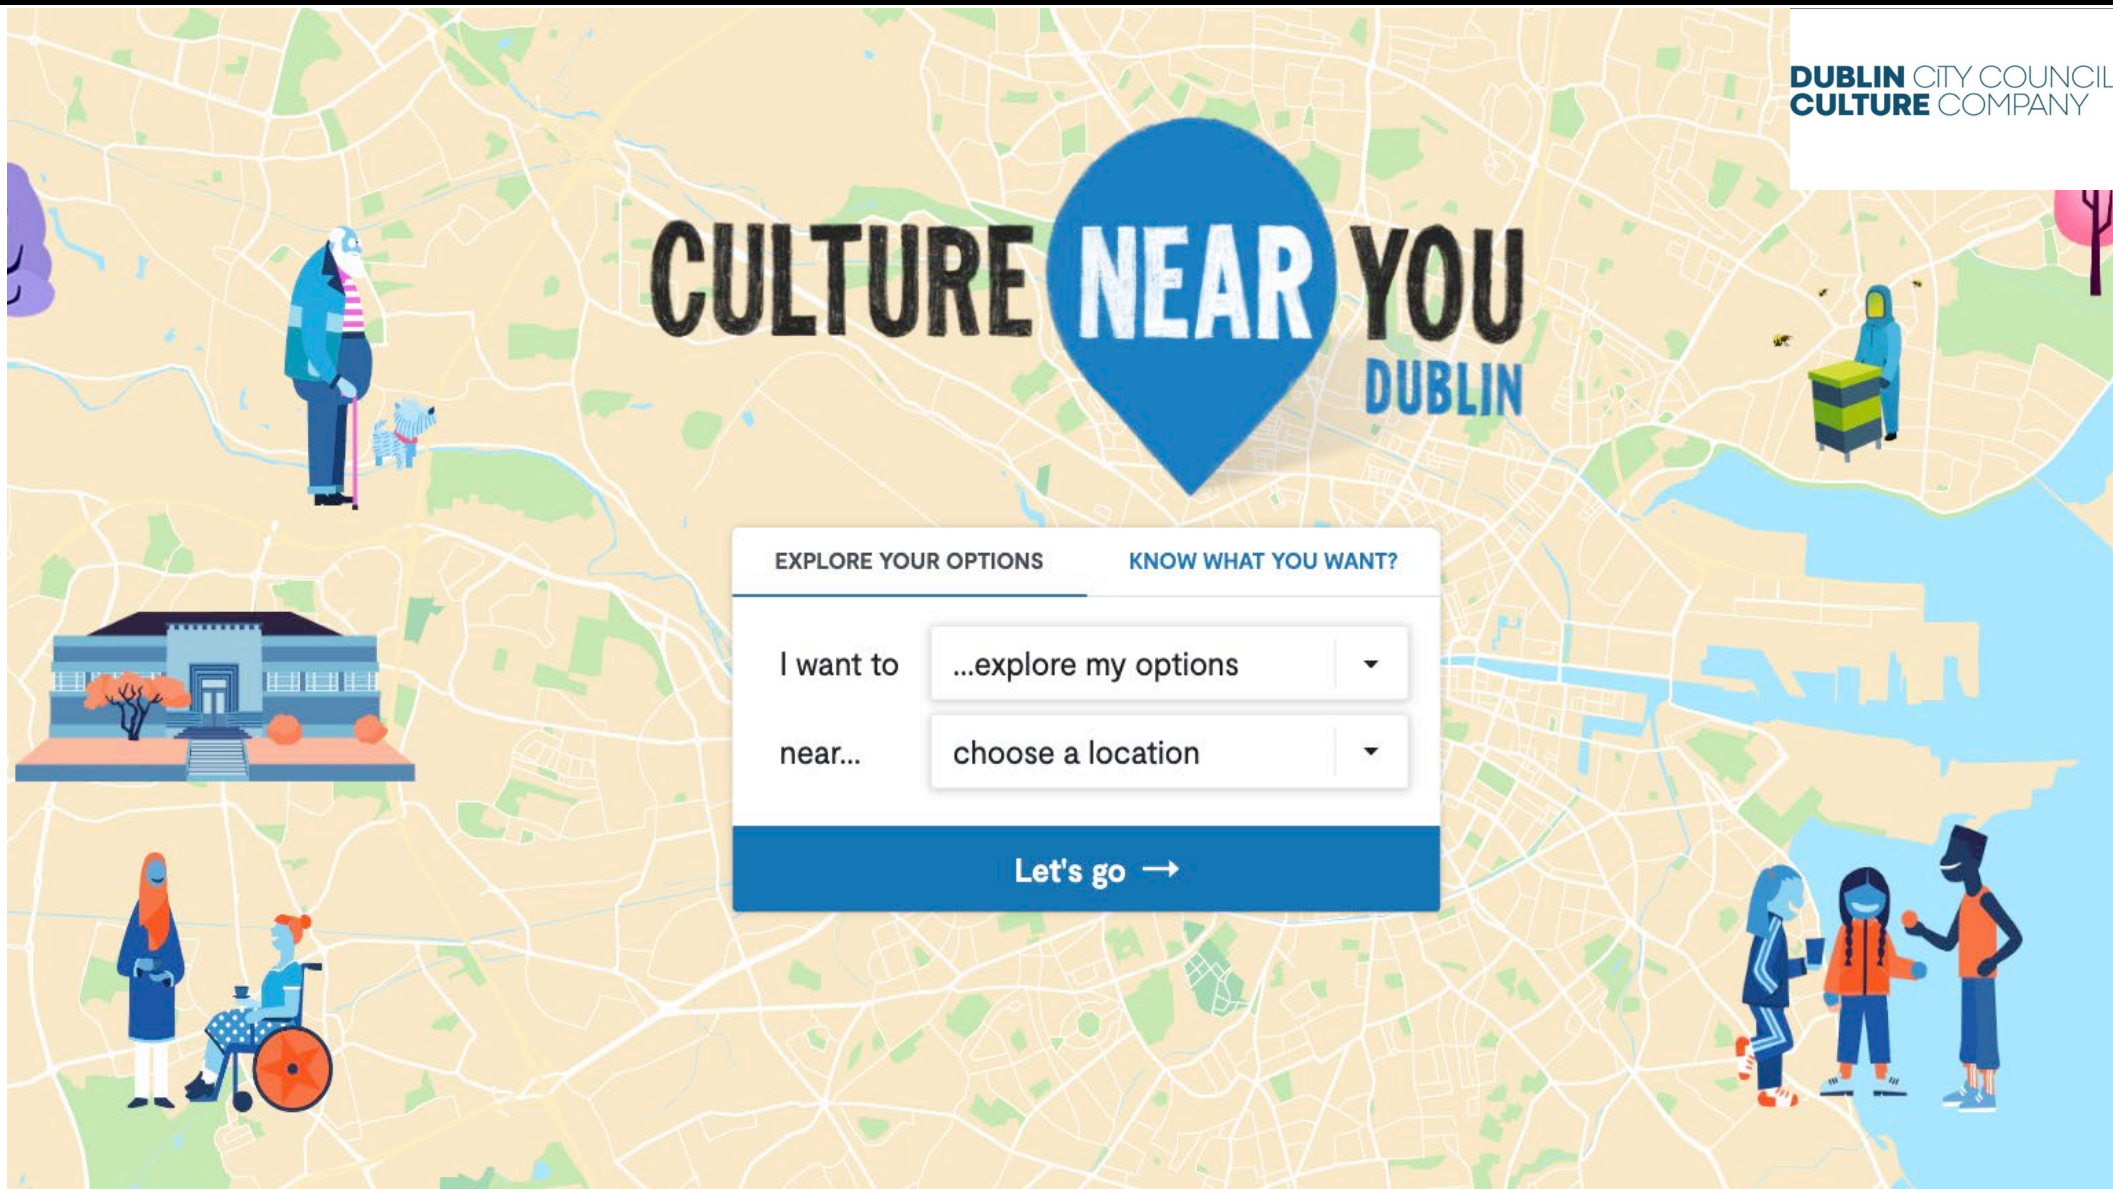 DUBLIN CITY COUNCIL
CULTURE COMPANY
CULTURE NEAR YOU
DUBLIN
EXPLORE YOUR OPTIONS
KNOW WHAT YOU WANT?
I want to ...explore my options
near... choose a location
Let's go →